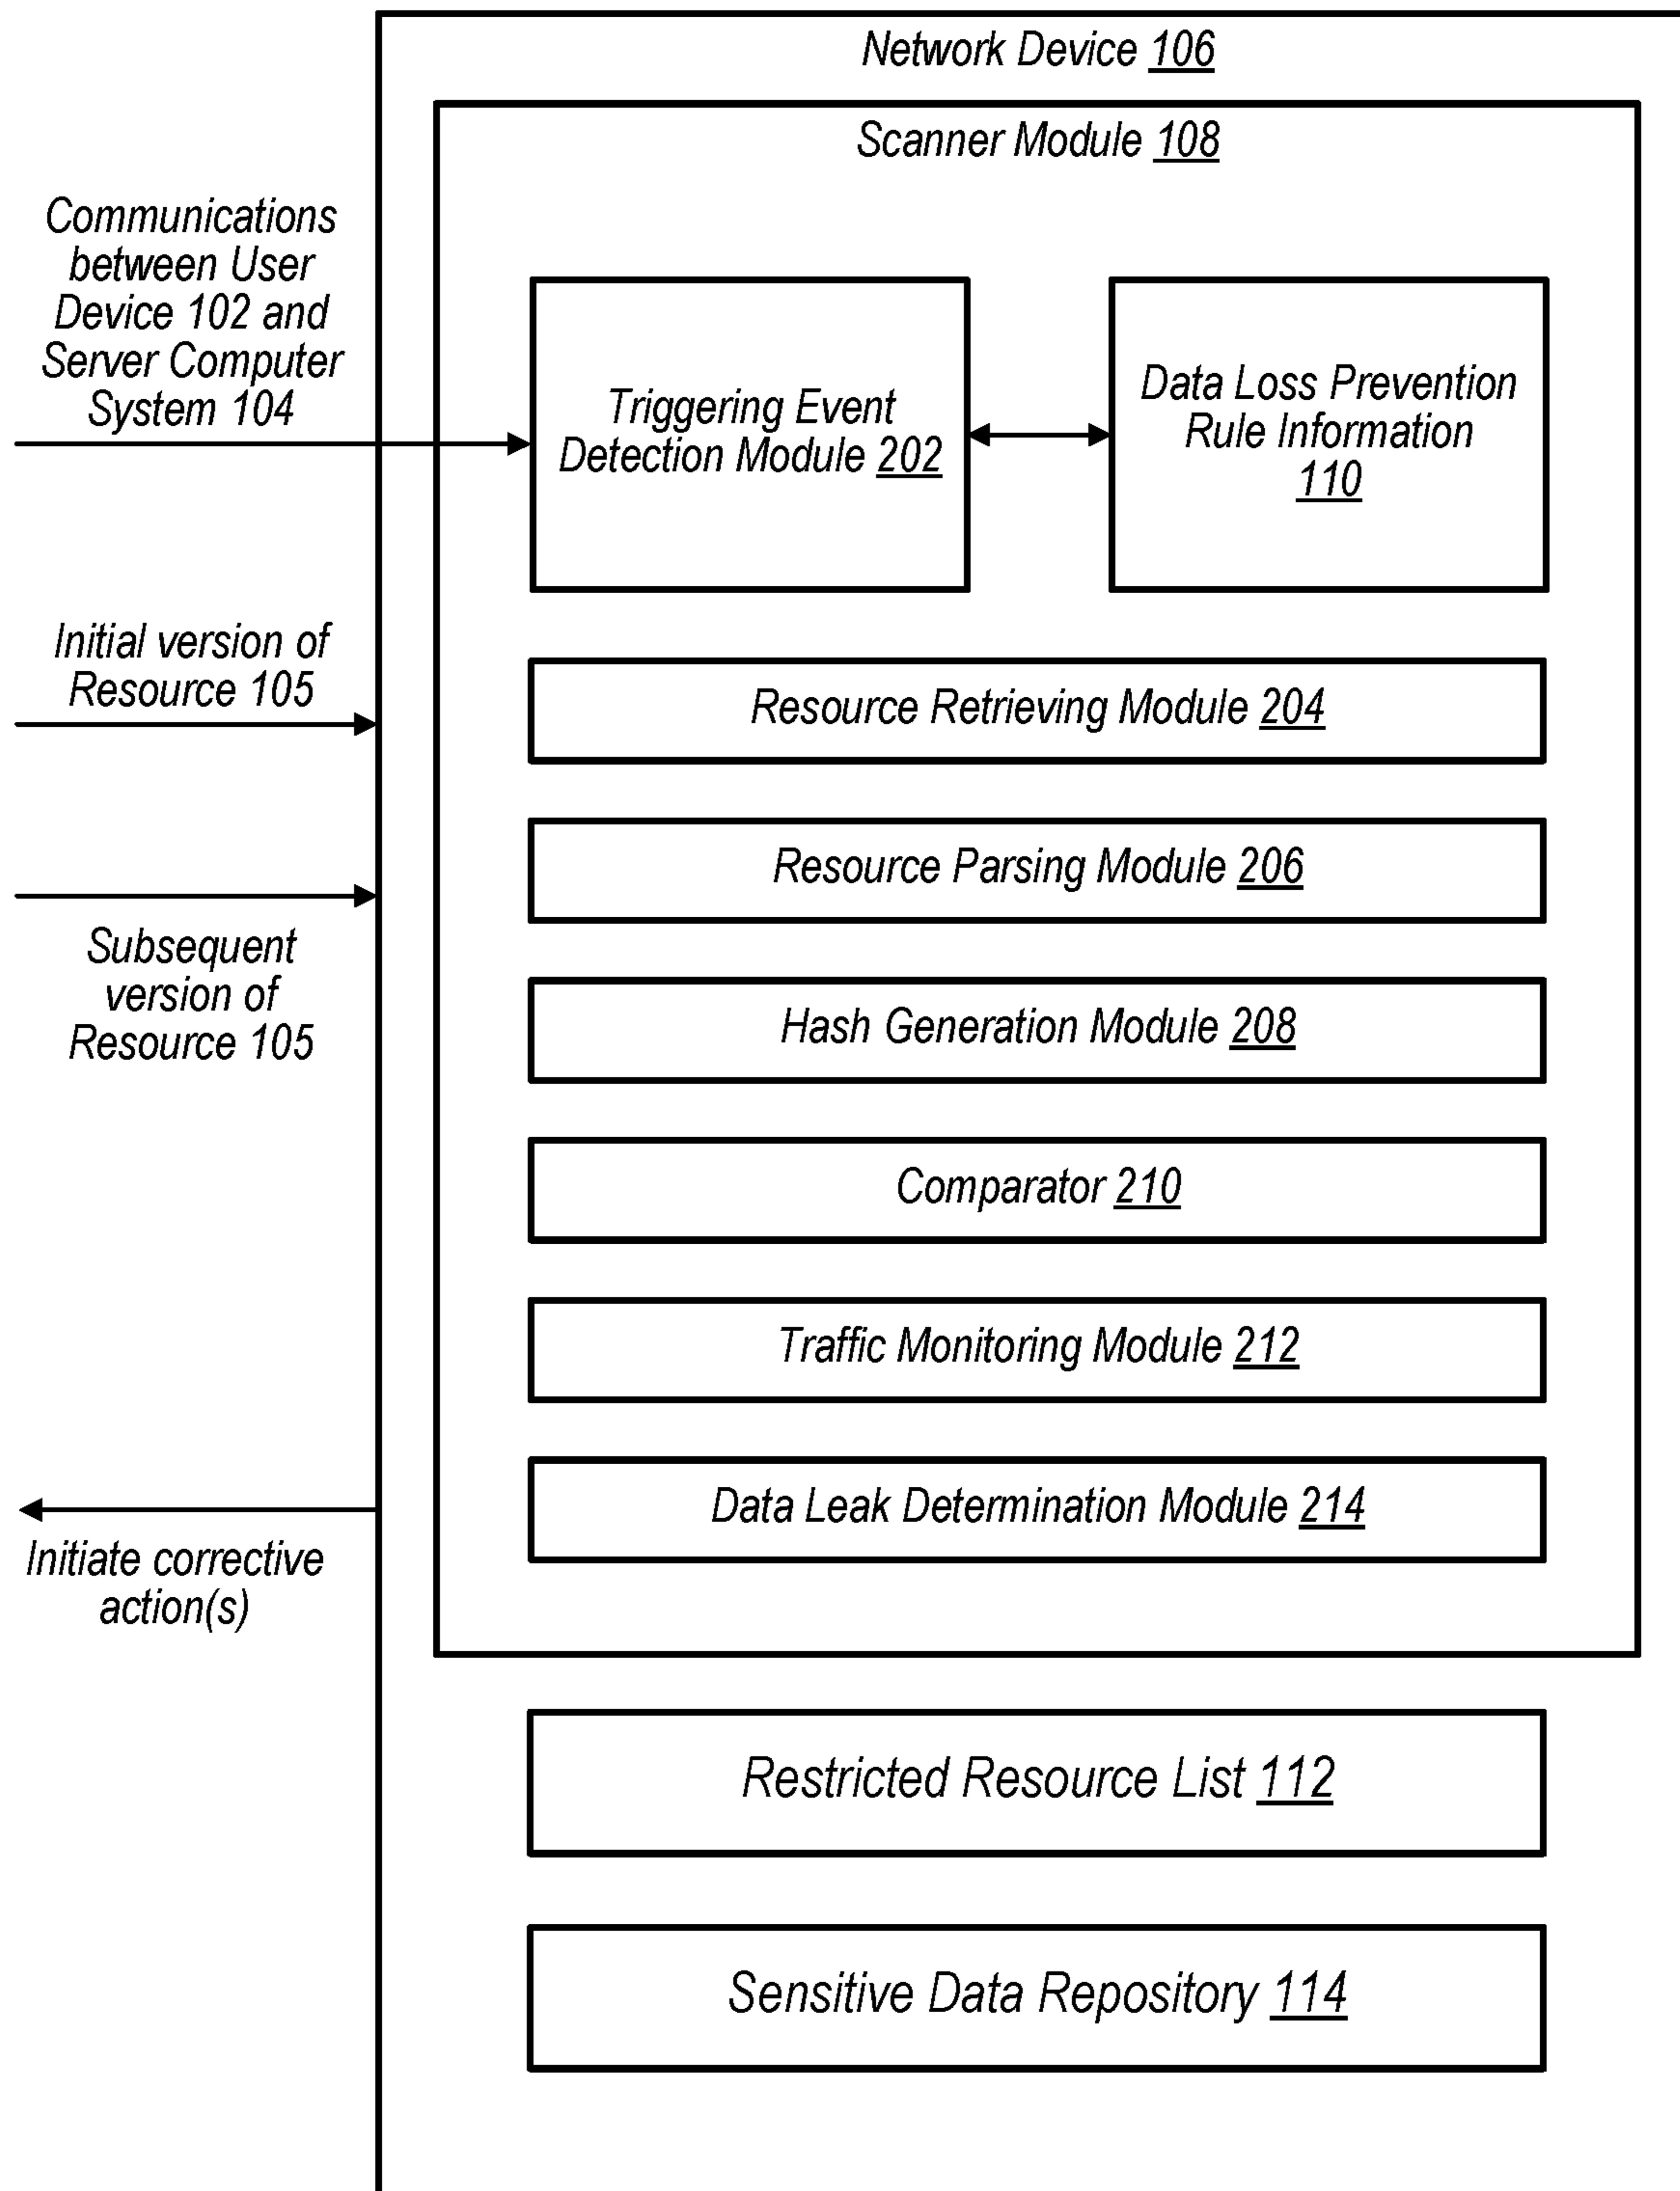 Network Device 106
Scanner Module 108
Communications
between User
Device 102 and
Server Computer
System 104
Triggering Event
Detection Module 202
Data Loss Prevention
Rule Information
110
Initial version of
Resource 105
Resource Retrieving Module 204
Resource Parsing Module 206
Subsequent
version of
Resource 105
Hash Generation Module 208
Comparator 210
Traffic Monitoring Module 212
Data Leak Determination Module 214
Initiate corrective
action(s)
Restricted Resource List 112
Sensitive Data Repository 114